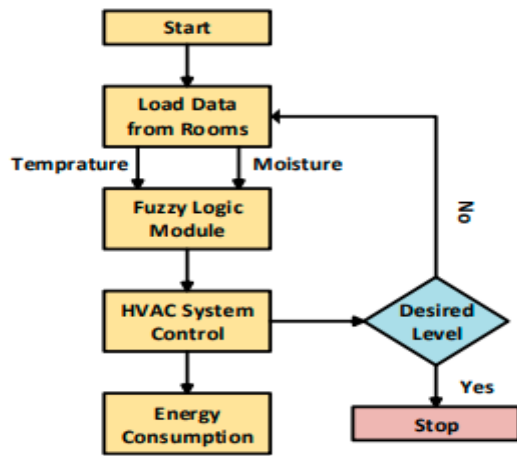 Start
Load Data
from Rooms
Temprature
Moisture
Fuzzy Logic
Module
No
HVAC System
Control
Desired
Level
Yes
Energy
Consumption
Stop